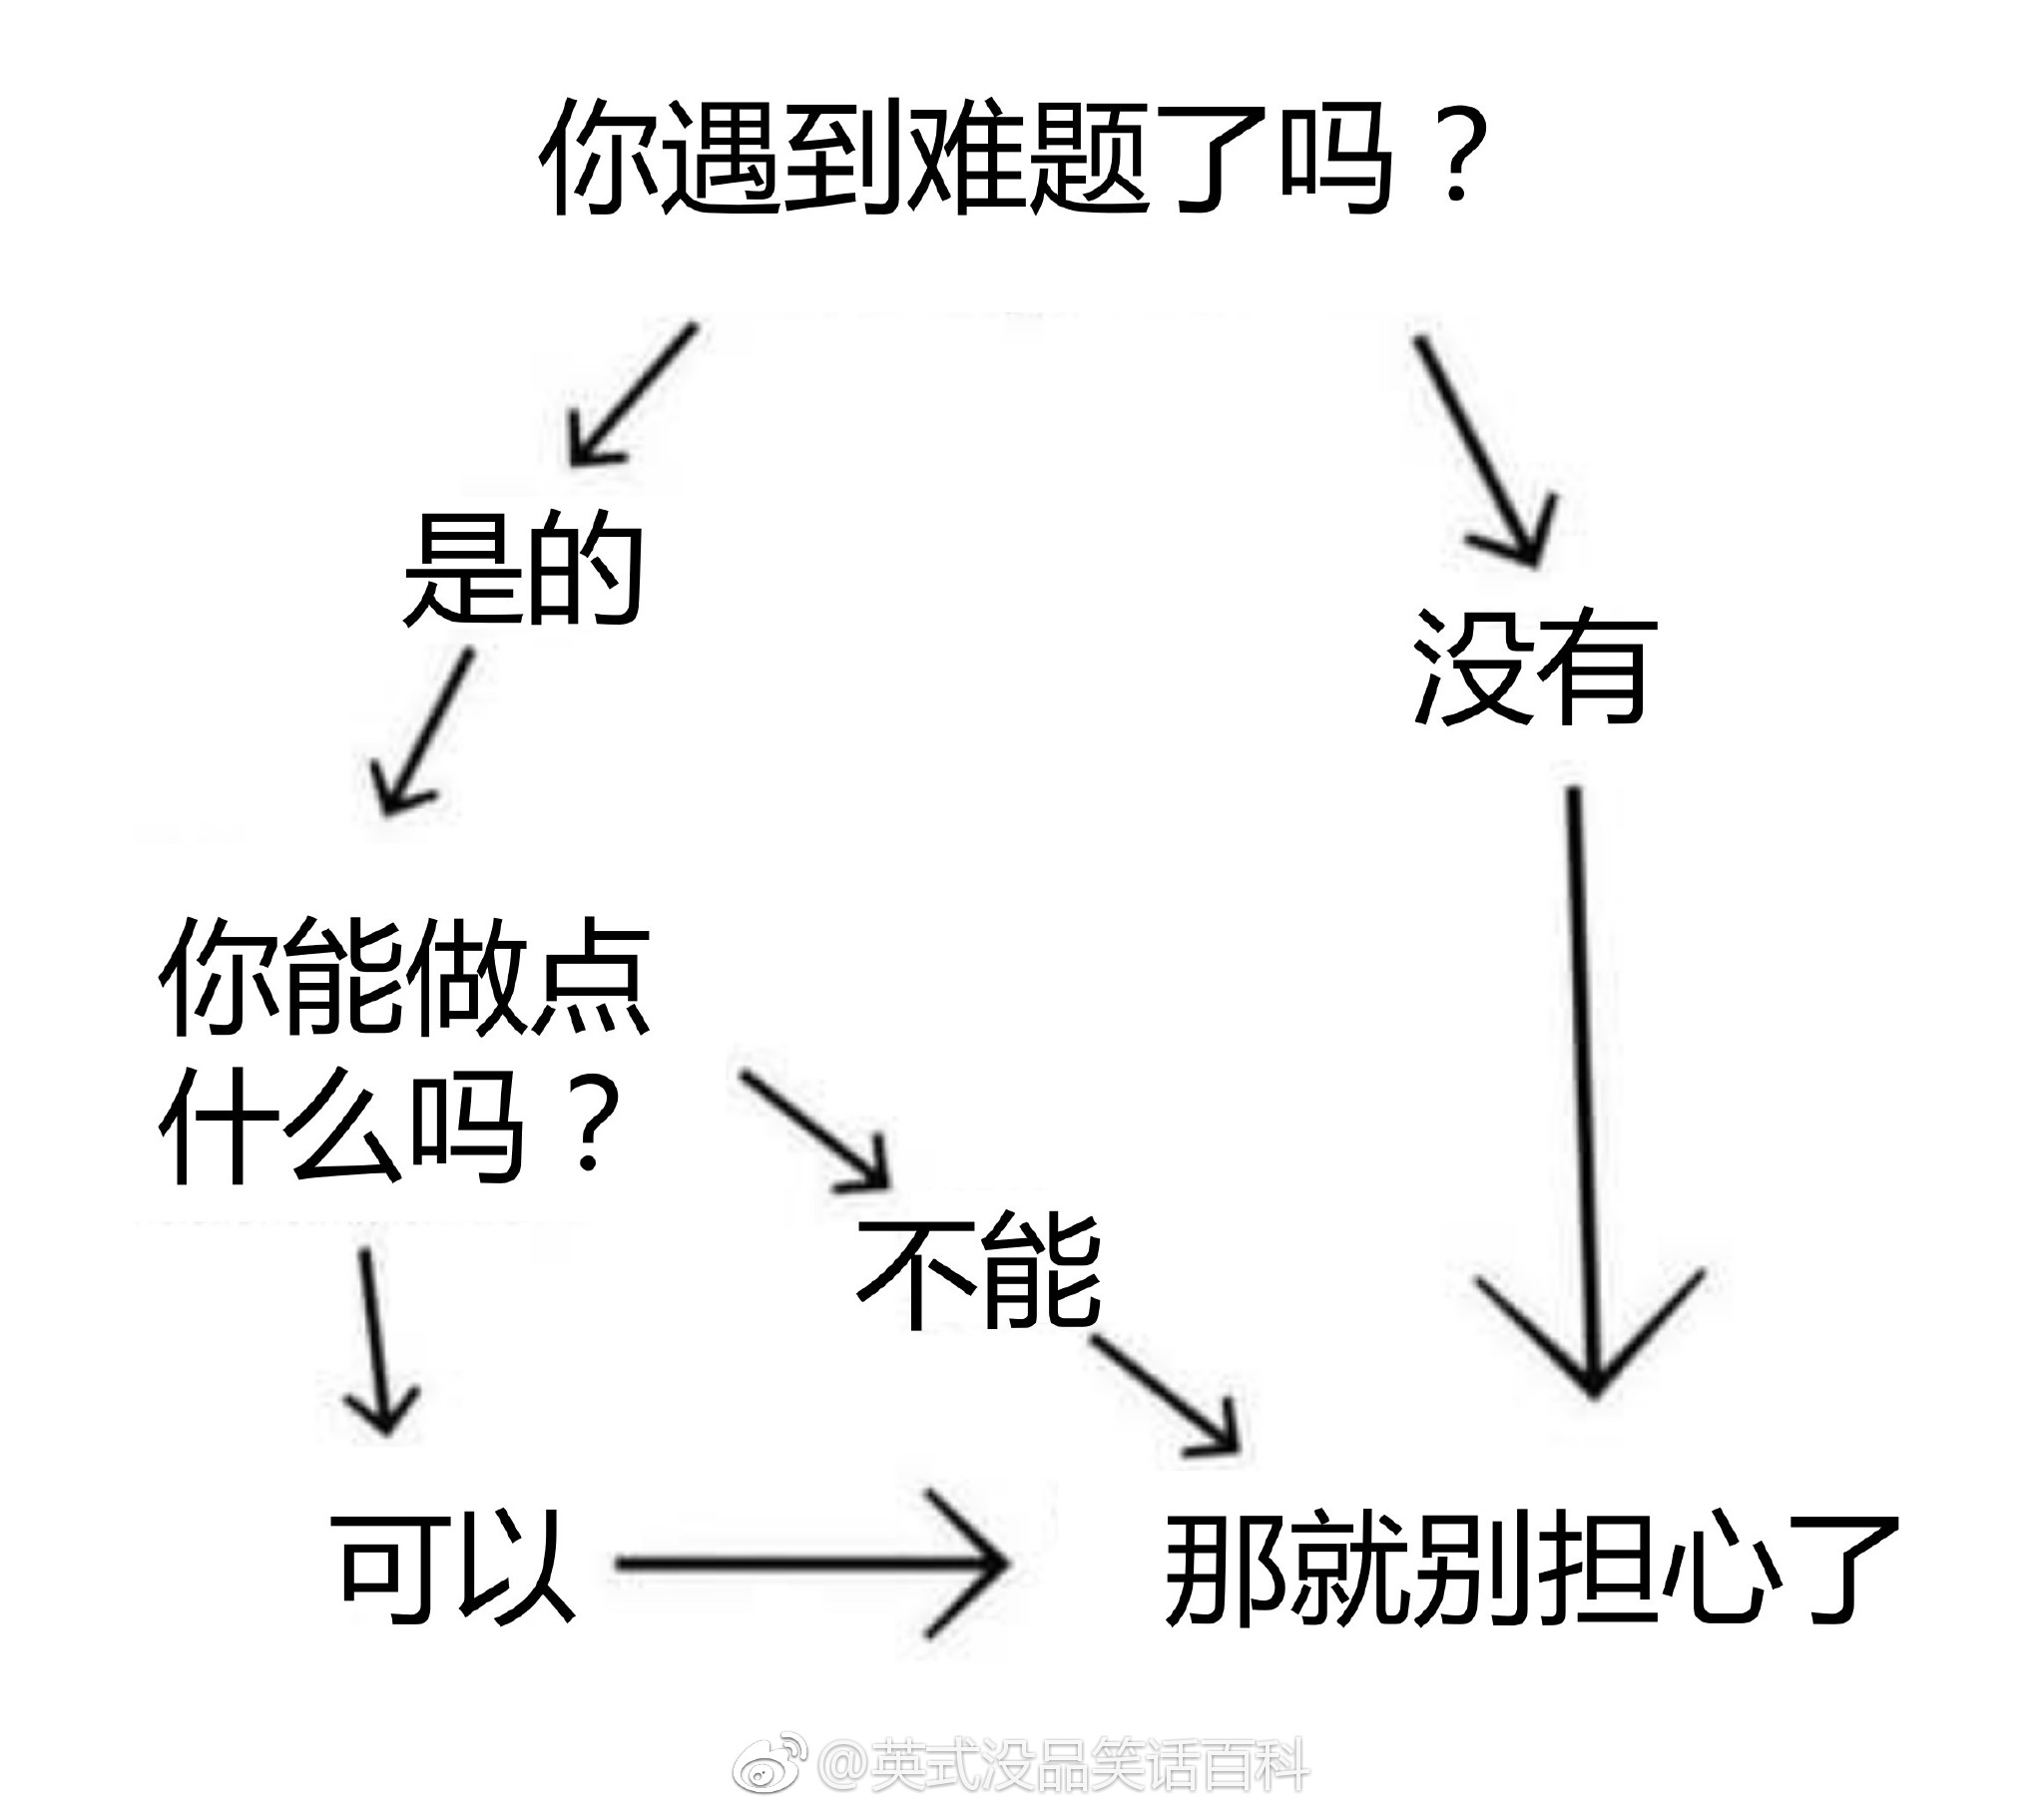 你遇到难题了吗？
是的
没有
你能做点
什么吗？
不能
可以
那就别担心了
@英式没品笑话百科